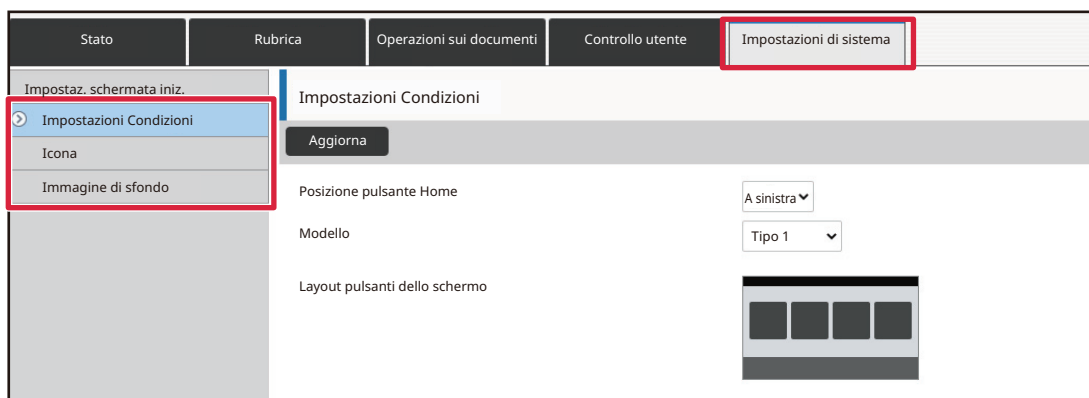 Stato
Rubrica
Operazioni sui documenti
Controllo utente
Impostazioni di sistema
Impostaz. schermata iniz.
Impostazioni Condizioni
Icona
Immagine di sfondo
Impostazioni Condizioni
Aggiorna
Posizione pulsante Home
A sinistra
Modello
Tipo 1
Layout pulsanti dello schermo